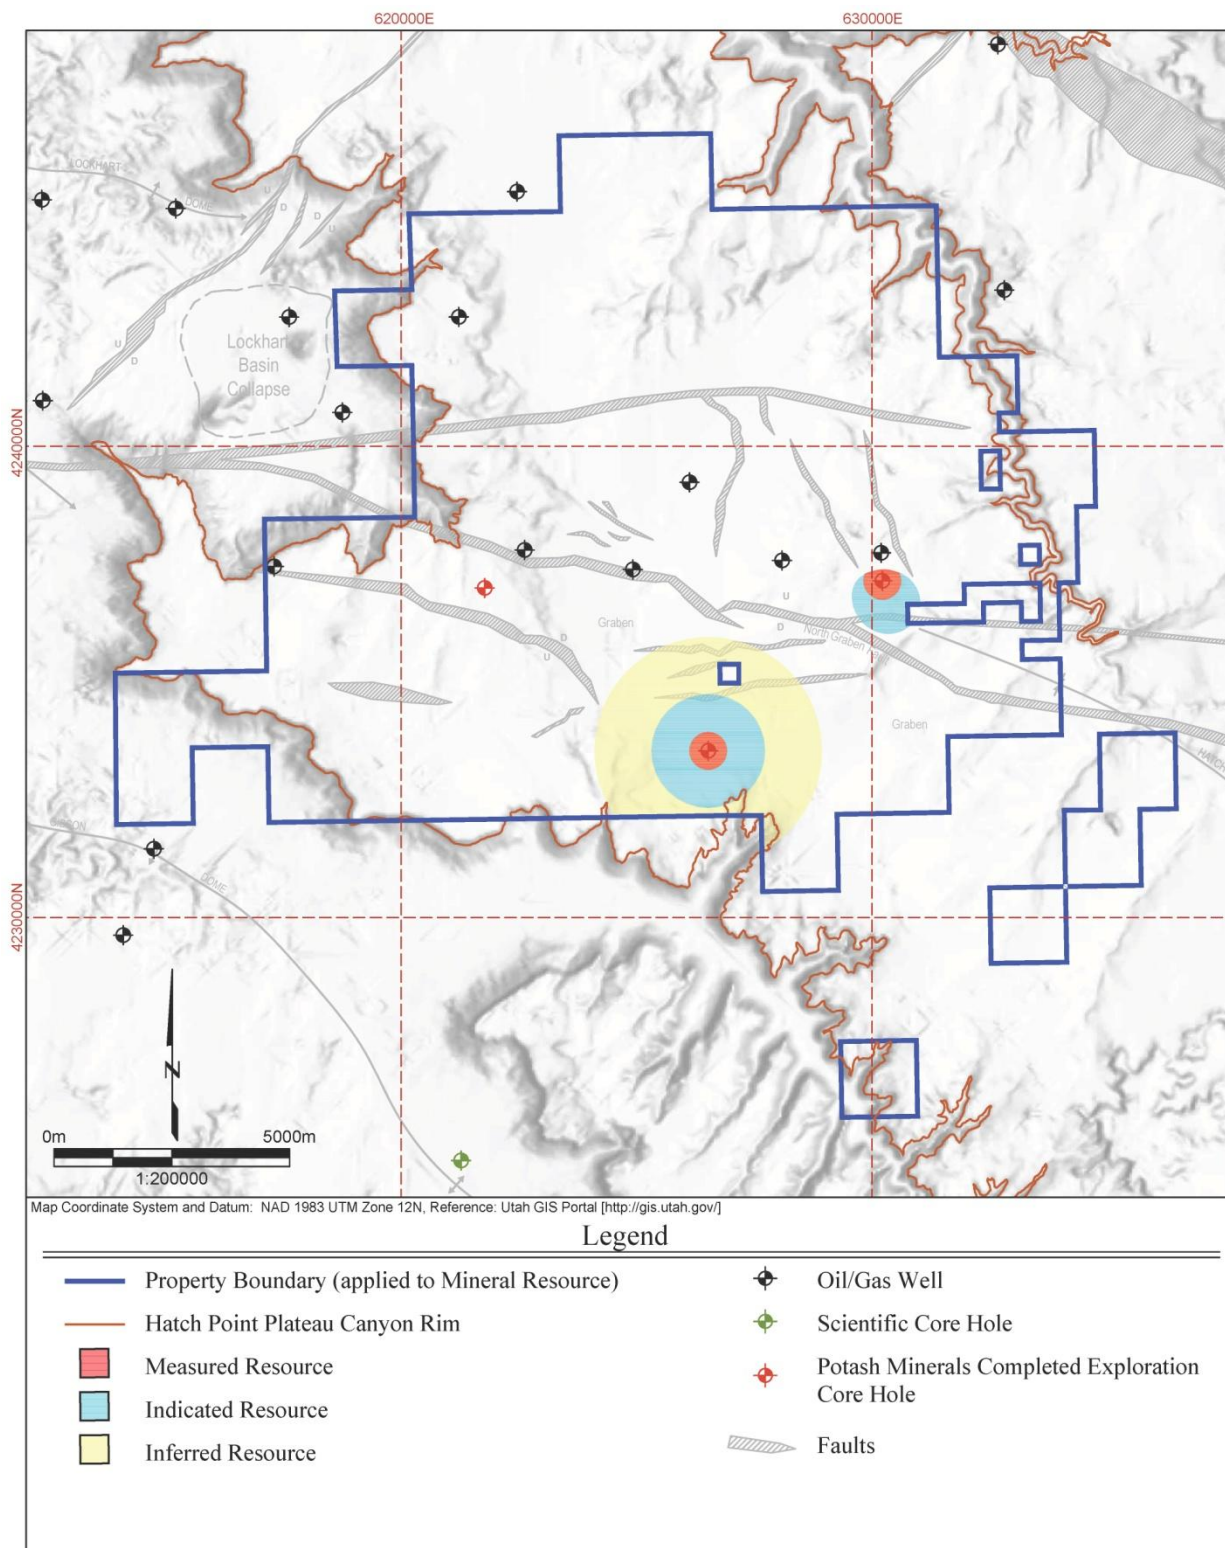 620000E
630000E
LOCKHART
DOME
U
D
D
U
U
D
Lockhar
Basin
Collapse
4240000N
U
D
Graben
North Graben
D
U
Graben
HATCH
DOME
4230000N
N
0m
5000m
1:200000
Map Coordinate System and Datum: NAD 1983 UTM Zone 12N, Reference: Utah GIS Portal [http://gis.utah.gov/]
Legend
Property Boundary (applied to Mineral Resource)
Oil/Gas Well
Hatch Point Plateau Canyon Rim
Scientific Core Hole
Measured Resource
Potash Minerals Completed Exploration
Core Hole
Indicated Resource
Faults
Inferred Resource